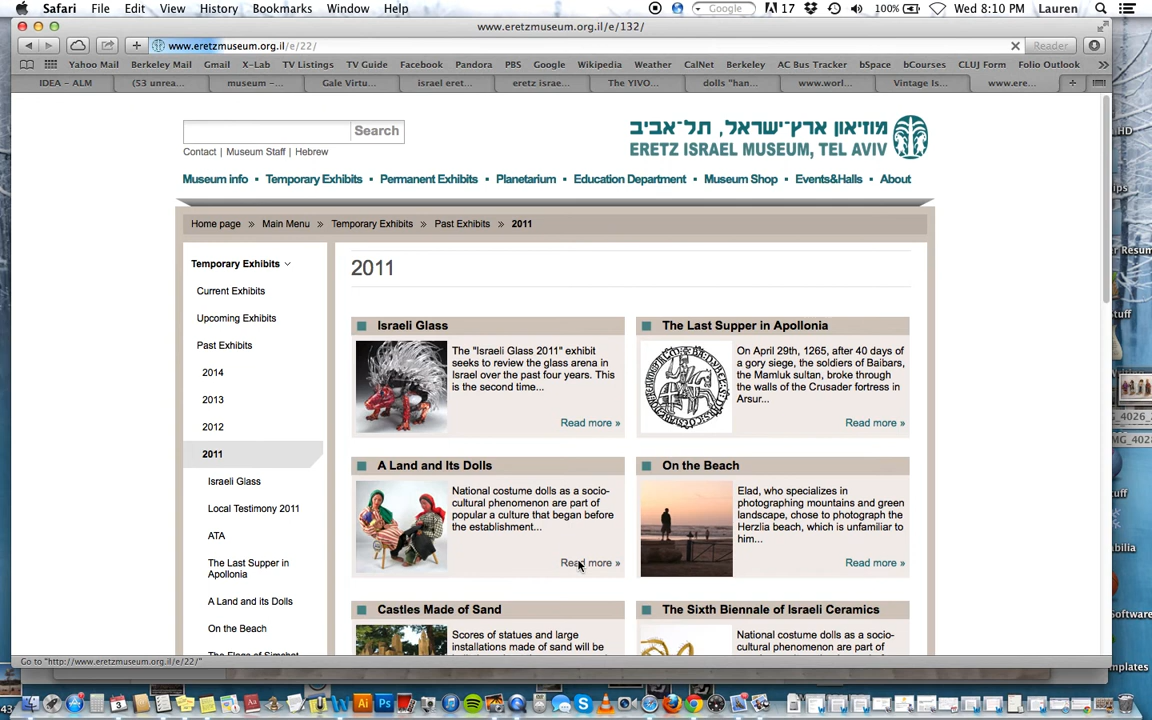 Safari File Edit View History Bookmarks Window Help
Google 17 100% Wed 8:10 PM Lauren
www.eretzmuseum.org.il/e/132/
www.eretzmuseum.org.il/e/22/ Reader
Yahoo Mail Berkeley Mail Gmail X-Lab TV Listings TV Guide Facebook Pandora PBS Google Wikipedia Weather CalNet Berkeley AC Bus Tracker bSpace bCourses CLUJ Form Folio Outlook
IDEA - ALM (53 unrea... museum –... Gale Virtu... israel eret... eretz israe... The YIVO... dolls "han... www.worl... Vintage Is... www.ere...
Search
מוזיאון ארץ־ישראל, תל־אביב
ERETZ ISRAEL MUSEUM, TEL AVIV
Contact | Museum Staff | Hebrew
Museum info Temporary Exhibits Permanent Exhibits Planetarium Education Department Museum Shop Events&Halls About
Home page » Main Menu » Temporary Exhibits » Past Exhibits » 2011
Temporary Exhibits
Current Exhibits
Upcoming Exhibits
Past Exhibits
2014
2013
2012
2011
Israeli Glass
Local Testimony 2011
ATA
The Last Supper in
Apollonia
A Land and its Dolls
On the Beach
2011
Israeli Glass
The "Israeli Glass 2011" exhibit
seeks to review the glass arena in
Israel over the past four years. This
is the second time...
Read more »
The Last Supper in Apollonia
On April 29th, 1265, after 40 days of
a gory siege, the soldiers of Baibars,
the Mamluk sultan, broke through
the walls of the Crusader fortress in
Arsur...
Read more »
A Land and Its Dolls
National costume dolls as a socio-
cultural phenomenon are part of
popular a culture that began before
the establishment...
Read more »
On the Beach
Elad, who specializes in
photographing mountains and green
landscape, chose to photograph the
Herzlia beach, which is unfamiliar to
him...
Read more »
Castles Made of Sand
Scores of statues and large
installations made of sand will be
The Sixth Biennale of Israeli Ceramics
National costume dolls as a socio-
cultural phenomenon are part of
Go to "http://www.eretzmuseum.org.il/e/22/"